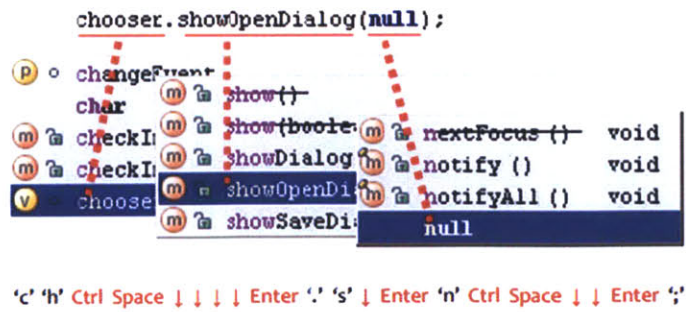 chooser.showOpenDialog(null);
P changeEvent
char
m checkI
m checkI
v choose
m show()
m show(boole
m showDialog
m showOpenDi
m showSaveDi
m nextFocus () void
m notify () void
m notifyAll () void
null
'c' 'h' Ctrl Space ↓ ↓ ↓ ↓ Enter '.' 's' ↓ Enter 'n' Ctrl Space ↓ ↓ Enter ';'